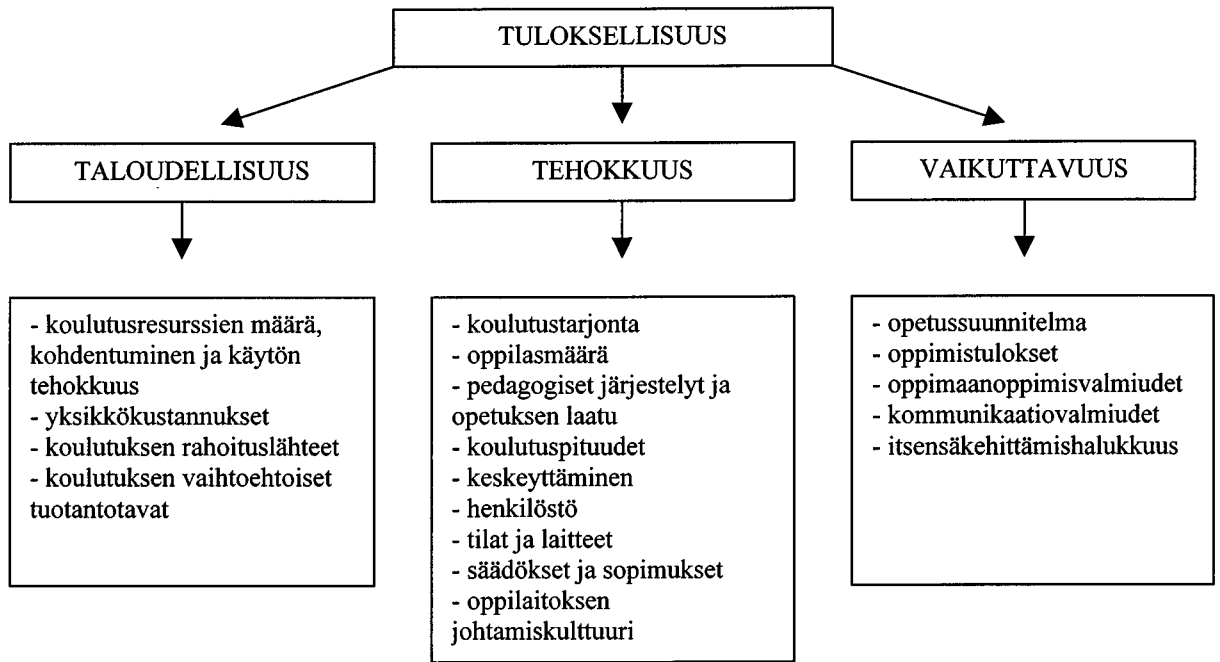 TULOKSELLISUUS
TALOUDELLISUUS
TEHOKKUUS
VAIKUTTAVUUS
- koulutusresurssien määrä,
kohdentuminen ja käytön
tehokkuus
- yksikkökustannukset
- koulutuksen rahoituslähteet
- koulutuksen vaihtoehtoiset
tuotantotavat
- koulutustarjonta
- oppilasmäärä
- pedagogiset järjestelyt ja
opetuksen laatu
- koulutuspituudet
- keskeyttäminen
- henkilöstö
- tilat ja laitteet
- säädökset ja sopimukset
- oppilaitoksen
johtamiskulttuuri
- opetussuunnitelma
- oppimistulokset
- oppimaanoppimisvalmiudet
- kommunikaatiovalmiudet
- itsensäkehittämishalukkuus